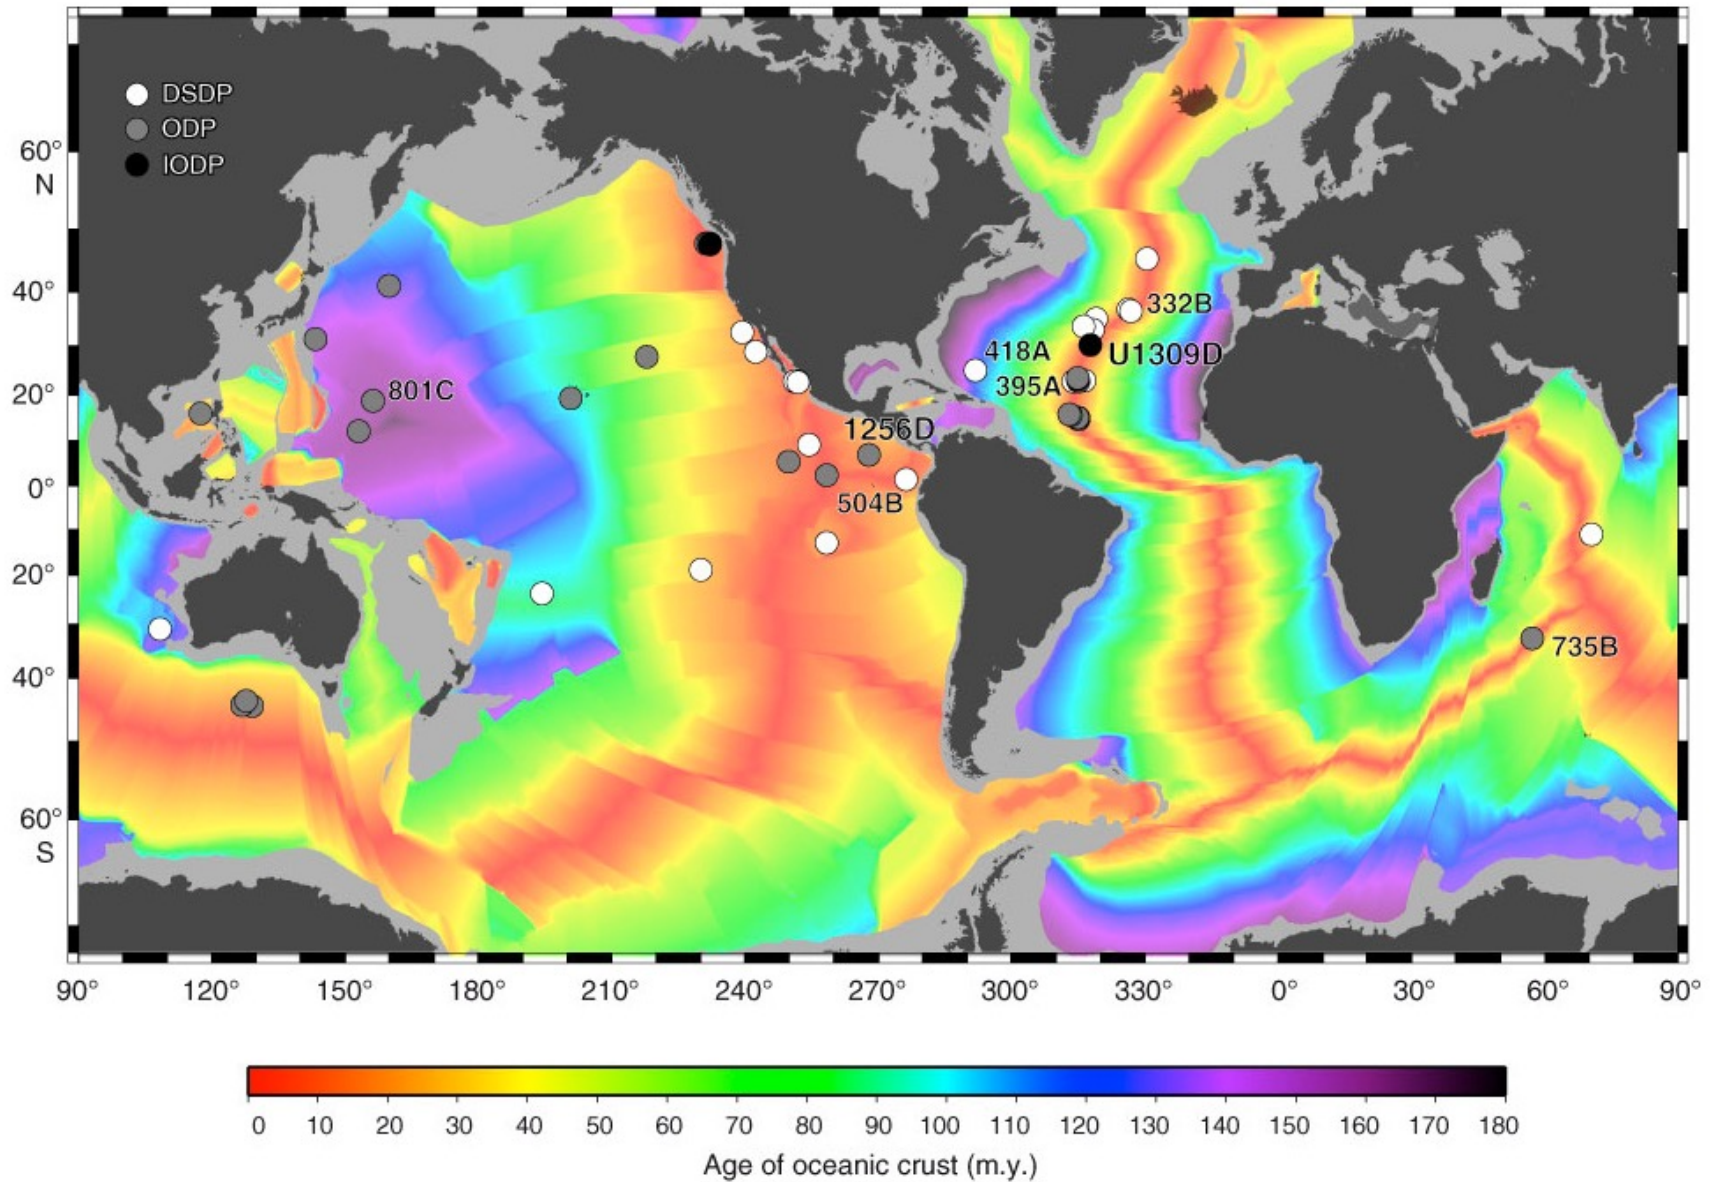 DSDP
ODP
IODP
60°
N
40°
20°
0°
20°
40°
60°
S
332B
418A
U1309D
395A
801C
1256D
504B
735B
90° 120° 150° 180° 210° 240° 270° 300° 330° 0° 30° 60° 90°
0 10 20 30 40 50 60 70 80 90 100 110 120 130 140 150 160 170 180
Age of oceanic crust (m.y.)